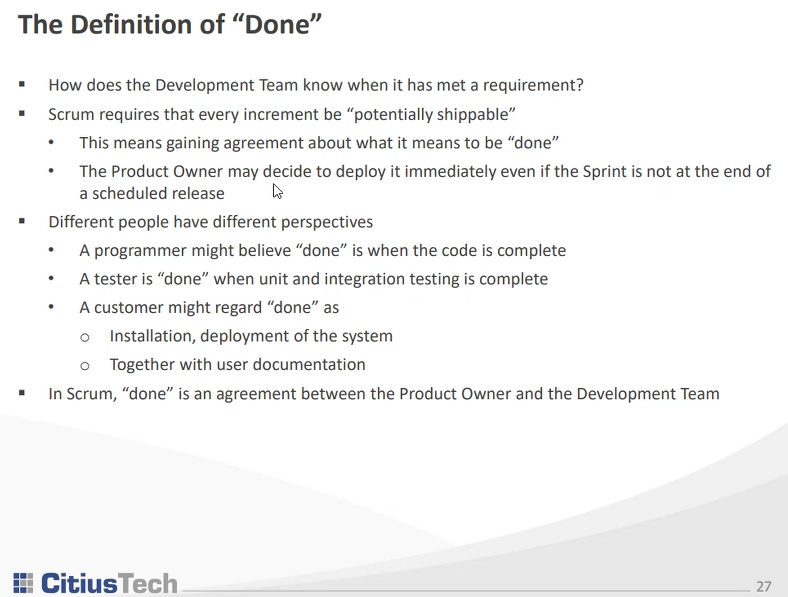 The Definition of “Done”
▪ How does the Development Team know when it has met a requirement?
▪ Scrum requires that every increment be “potentially shippable”
• This means gaining agreement about what it means to be “done”
• The Product Owner may decide to deploy it immediately even if the Sprint is not at the end of
a scheduled release
▪ Different people have different perspectives
• A programmer might believe “done” is when the code is complete
• A tester is “done” when unit and integration testing is complete
• A customer might regard “done” as
o Installation, deployment of the system
o Together with user documentation
▪ In Scrum, “done” is an agreement between the Product Owner and the Development Team
CitiusTech
27